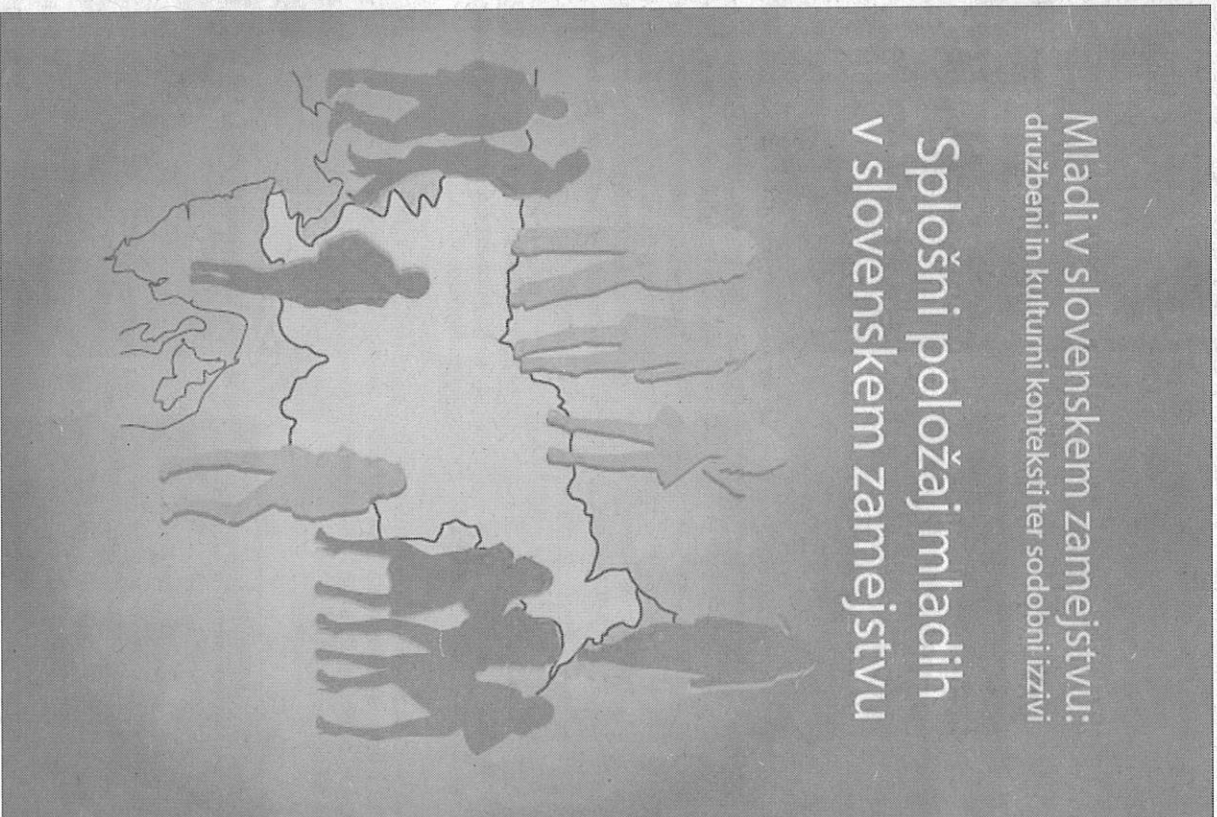 Mladi v slovenskem zamejstvu:
družbeni in kulturni konteksti ter sodobni izzivi
Splošni položaj mladih
v slovenskem zamejstvu